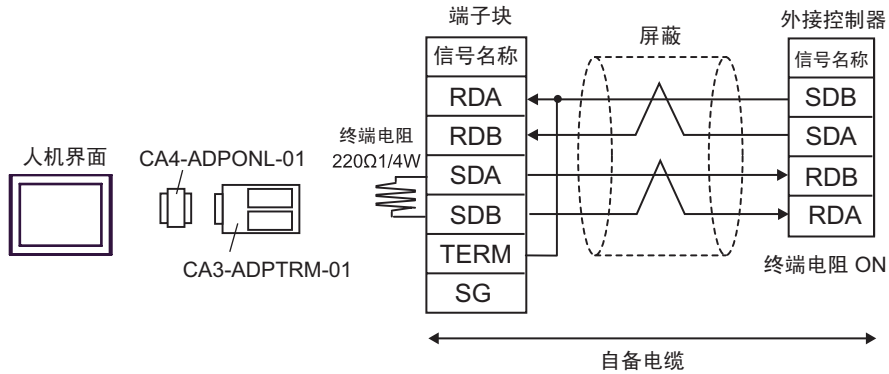 端子块
外接控制器
屏蔽
信号名称
信号名称
RDA
SDB
RDB
SDA
终端电阻
220Ω1/4W
SDA
RDB
SDB
RDA
TERM
SG
人机界面
CA4-ADPONL-01
CA3-ADPTRM-01
终端电阻 ON
自备电缆